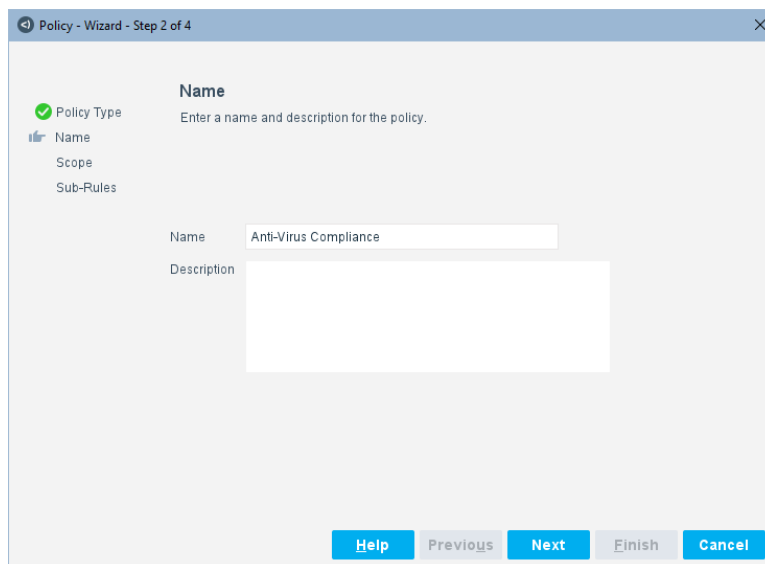 Policy - Wizard - Step 2 of 4
Policy Type
Name
Scope
Sub-Rules
Name
Enter a name and description for the policy.
Name Anti-Virus Compliance
Description
Help Previous Next Finish Cancel